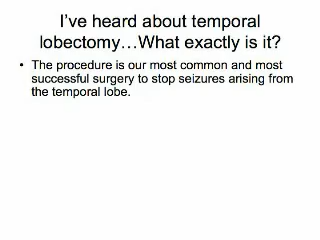 I've heard about temporal
lobectomy…What exactly is it?
• The procedure is our most common and most
successful surgery to stop seizures arising from
the temporal lobe.